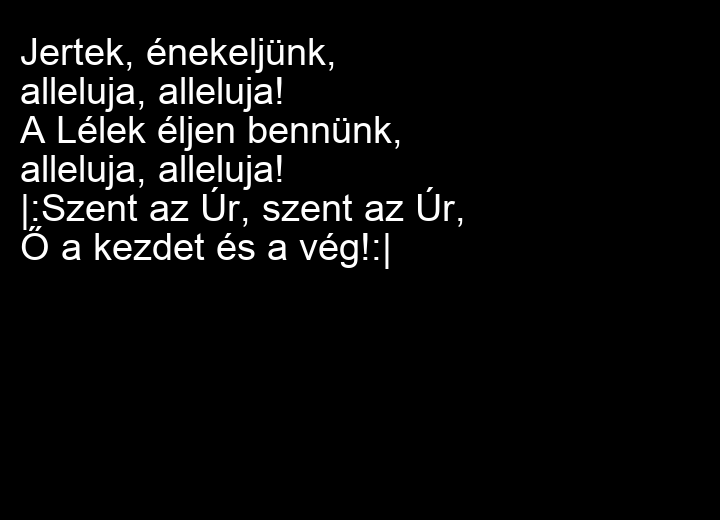 Jertek, énekeljünk,
alleluja, alleluja!
A Lélek éljen bennünk,
alleluja, alleluja!
|:Szent az Úr, szent az Úr,
Ő a kezdet és a vég!:|